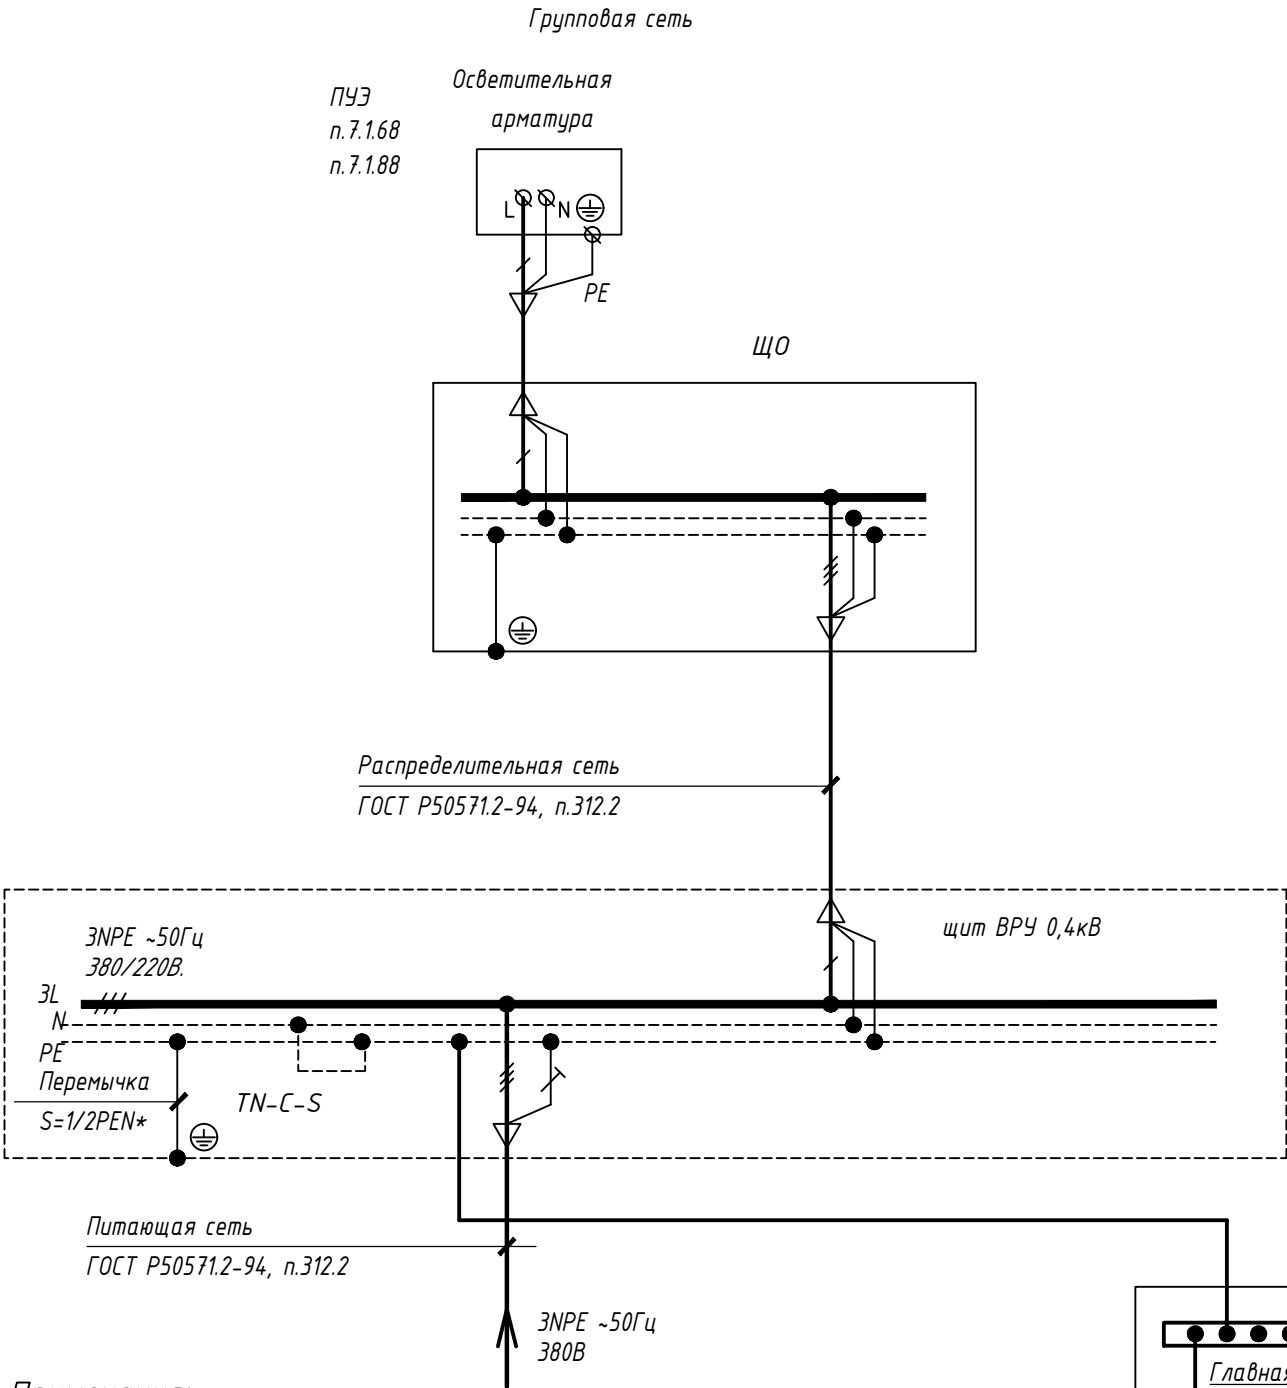 Групповая сеть
Осветительная
арматура
ПУЭ
п.7.1.68
п.7.1.88
L
N
PE
ЩО
Распределительная сеть
ГОСТ Р50571.2-94, п.312.2
щит ВРУ 0,4кВ
3NPE ~50Гц
380/220В.
3L
N
PE
Перемычка
S=1/2PEN*
TN-C-S
Питающая сеть
ГОСТ Р50571.2-94, п.312.2
3NPE ~50Гц
380В
Главная